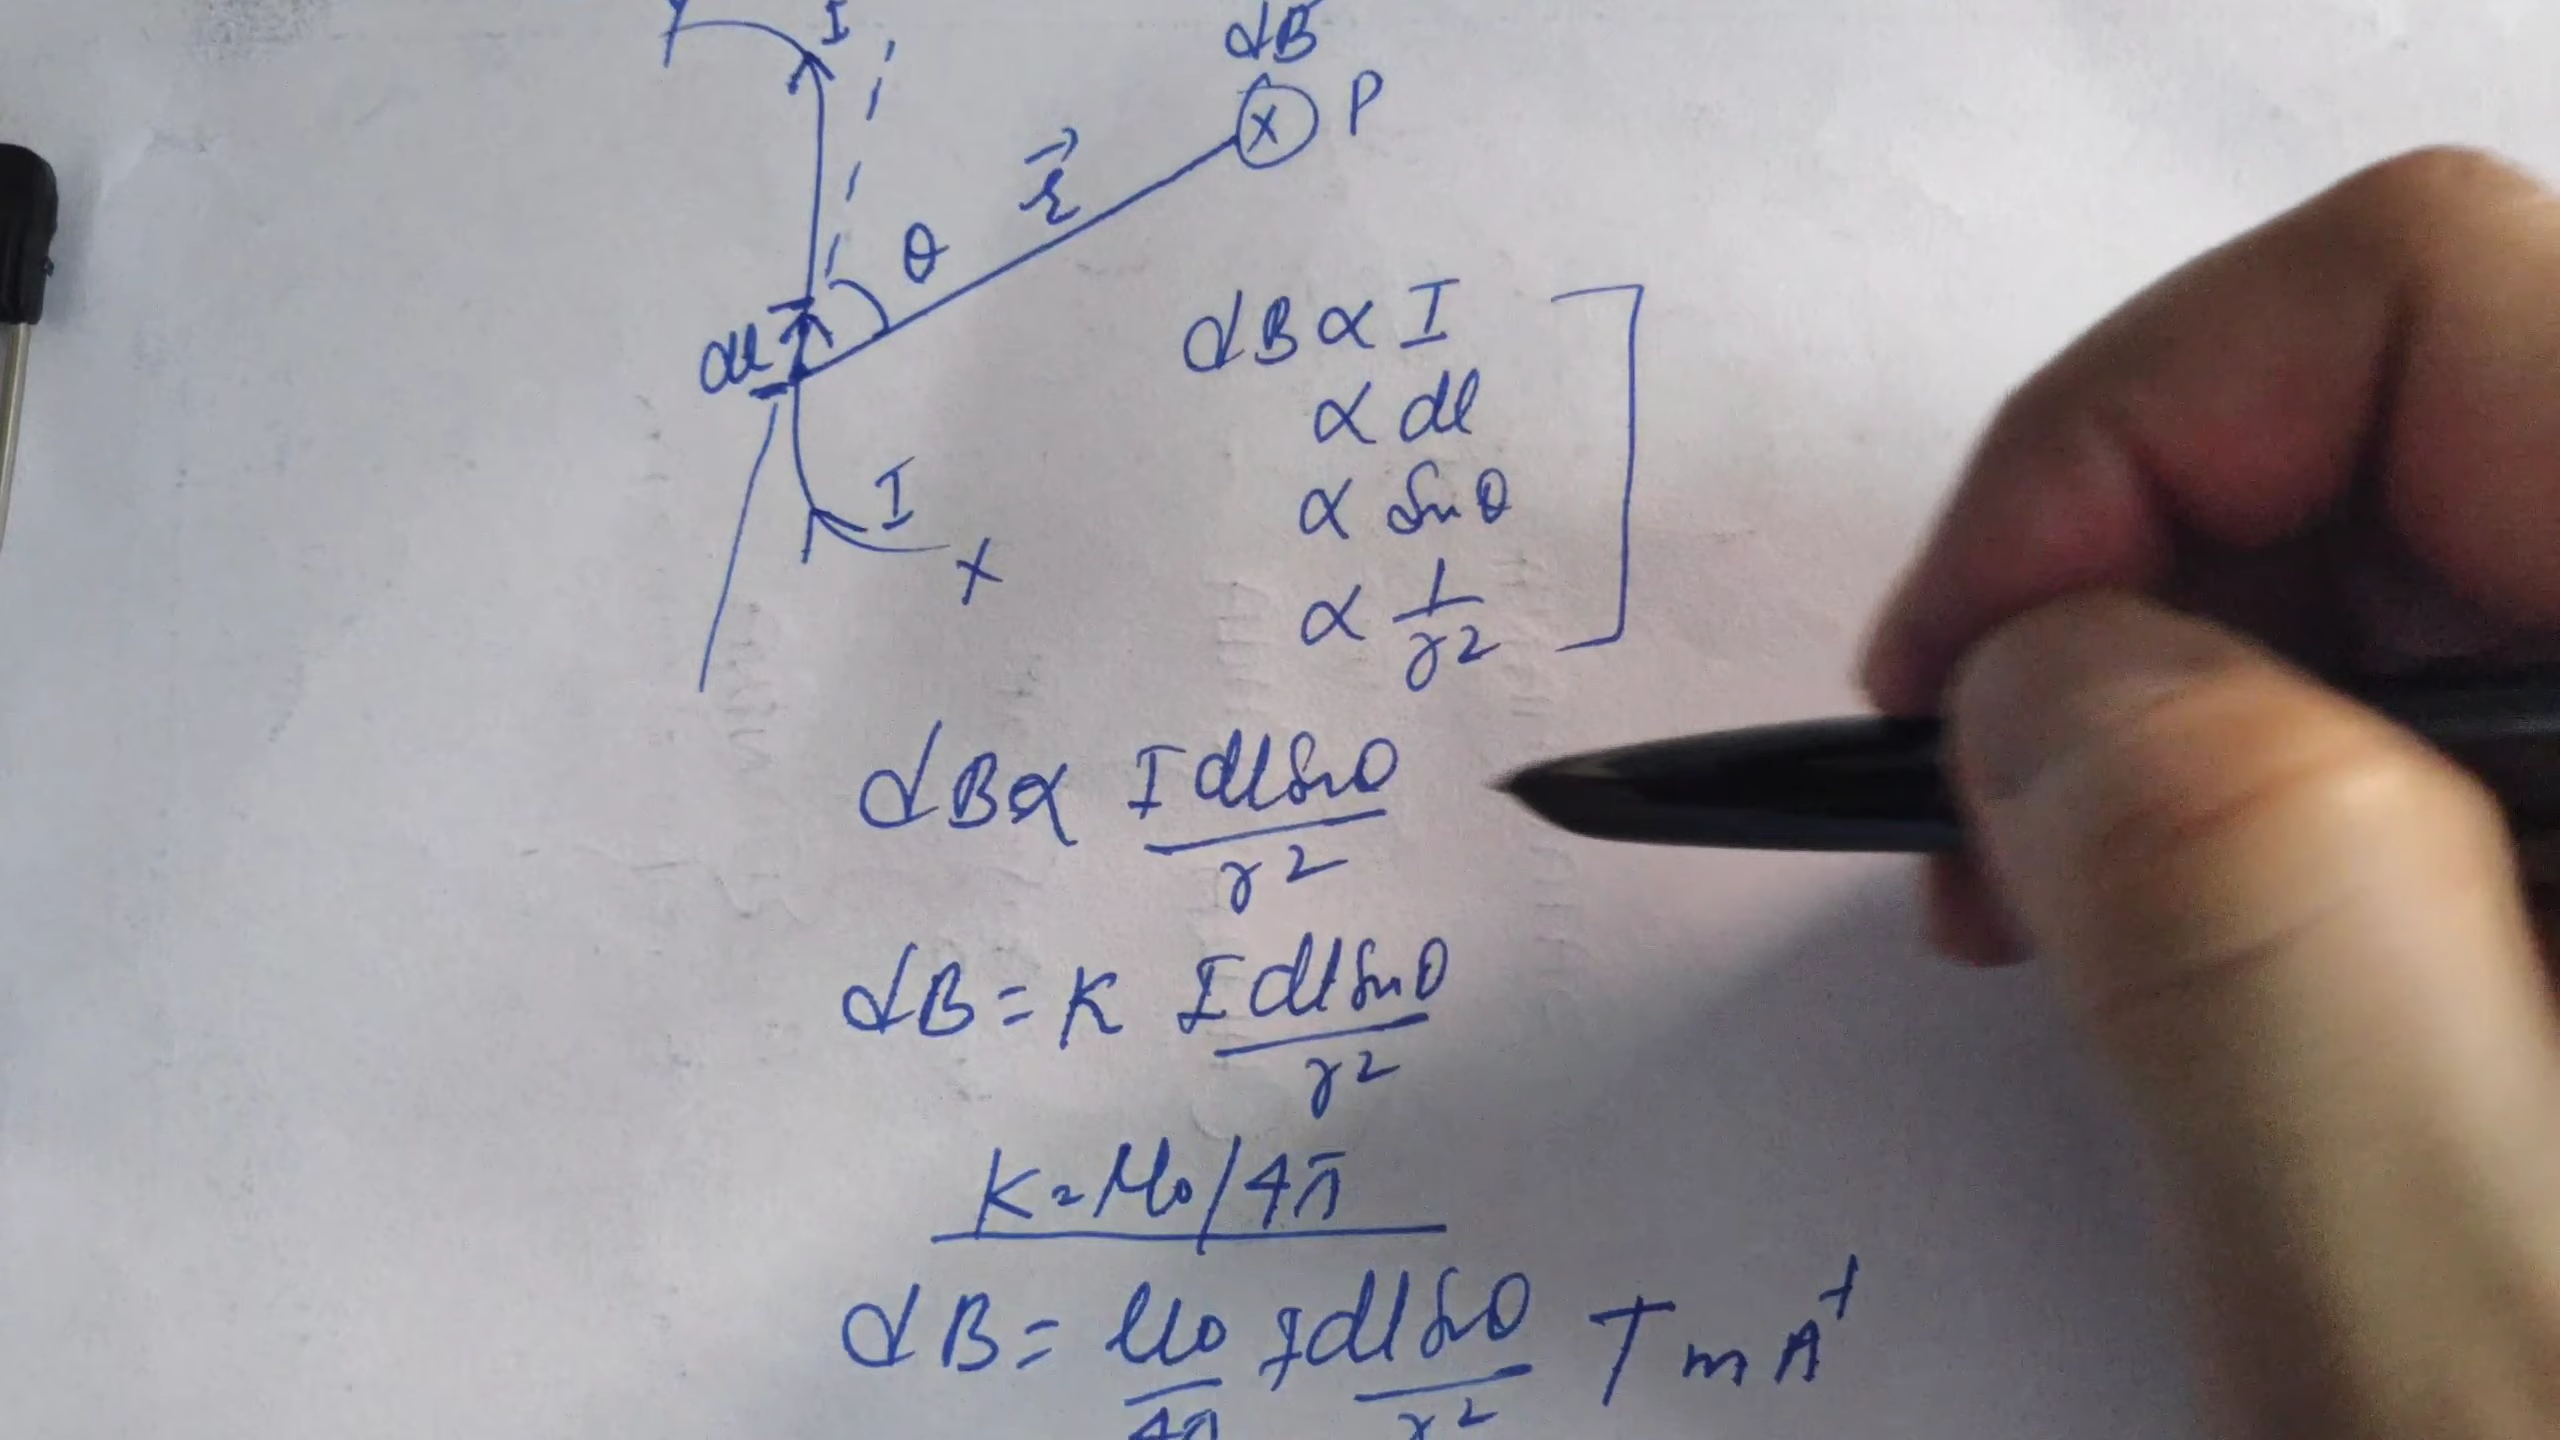 Y I
dB
P
r⃗
θ
dl
I
X
dB ∝ I
∝ dl
∝ Sinθ
∝ 1/r²
dB ∝ I dl Sinθ / r²
dB = K I dl Sinθ / r²
K = μ₀ / 4π
dB = μ₀/4π I dl Sinθ / r² T m A⁻¹